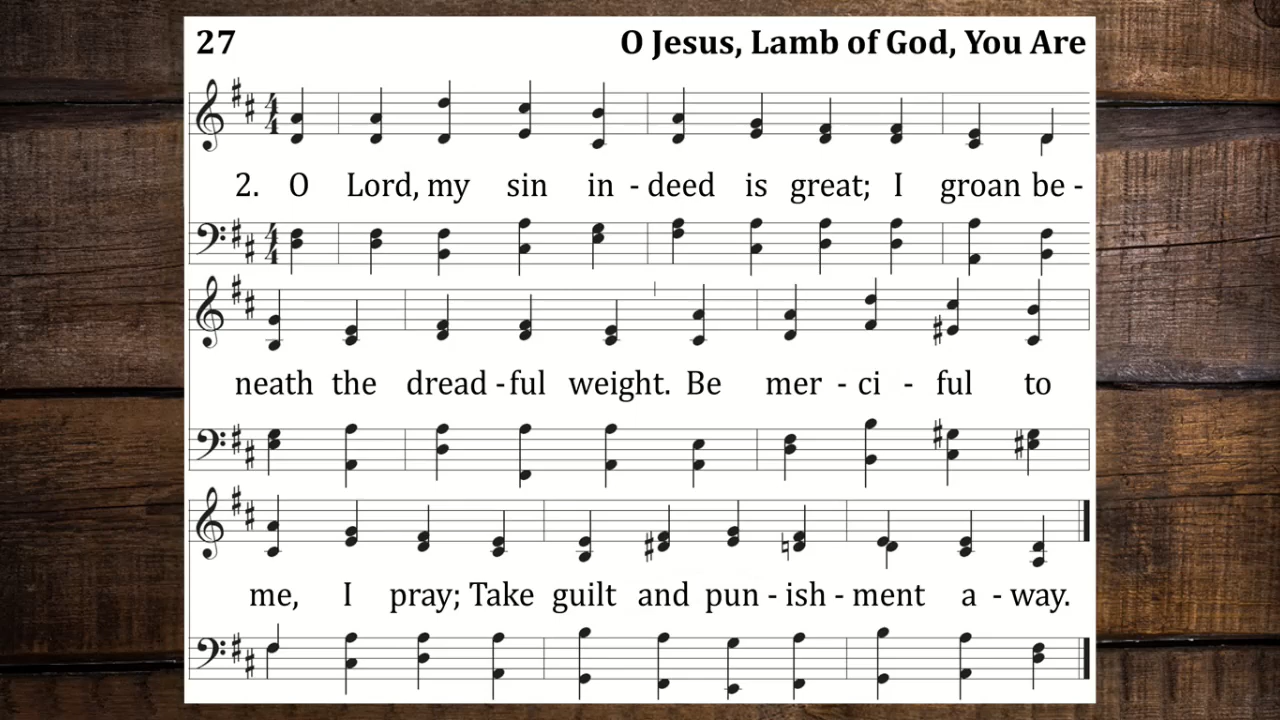 27 O Jesus, Lamb of God, You Are
2. O Lord, my sin in - deed is great; I groan be -
neath the dread - ful weight. Be mer - ci - ful to
me, I pray; Take guilt and pun - ish - ment a - way.